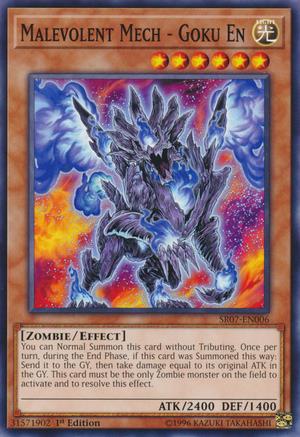 Malevolent Mech - Goku En
LIGHT
光
SR07-EN006
[Zombie/Effect]
You can Normal Summon this card without Tributing. Once per
turn, during the End Phase, if this card was Summoned this way:
Send it to the GY, then take damage equal to its original ATK in
the GY. This card must be the only Zombie monster on the field to
activate and to resolve this effect.
ATK/2400 DEF/1400
31571902 1st Edition ©1996 KAZUKI TAKAHASHI